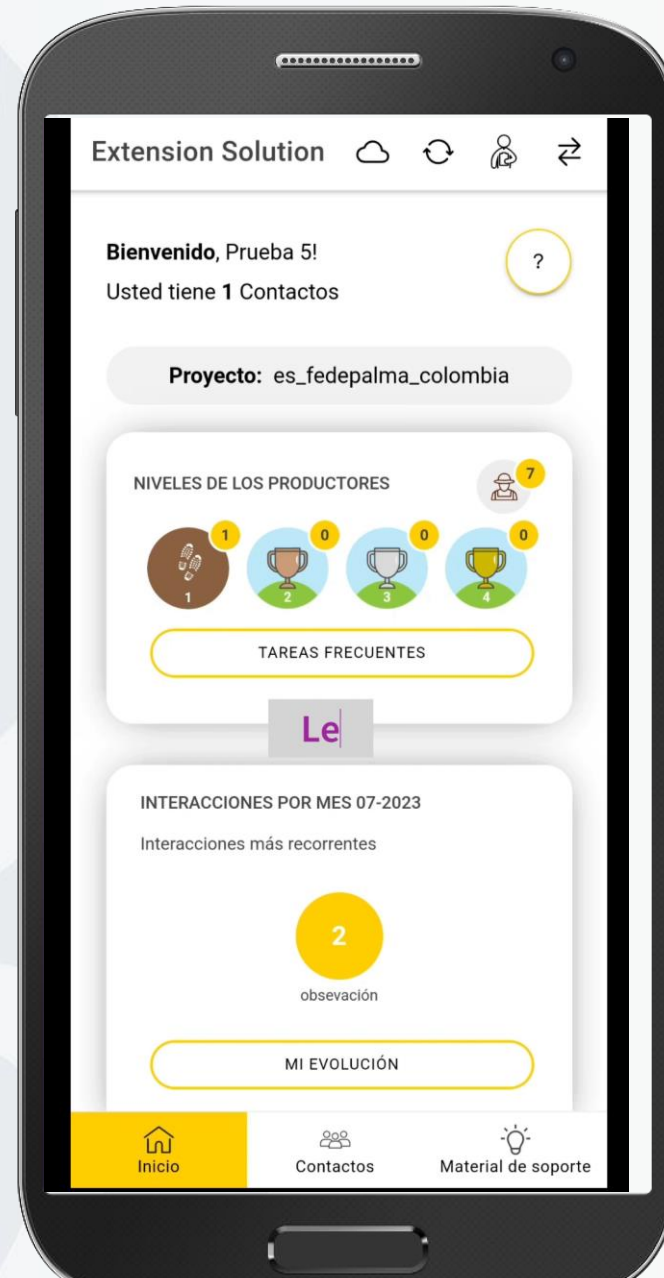 Extension Solution
Bienvenido, Prueba 5!
?
Usted tiene 1 Contactos
Proyecto: es_fedepalma_colombia
NIVELES DE LOS PRODUCTORES
7
1 0 0 0
1 2 3 4
TAREAS FRECUENTES
Le
INTERACCIONES POR MES 07-2023
Interacciones más recorrentes
2
obsevación
MI EVOLUCIÓN
Inicio Contactos Material de soporte